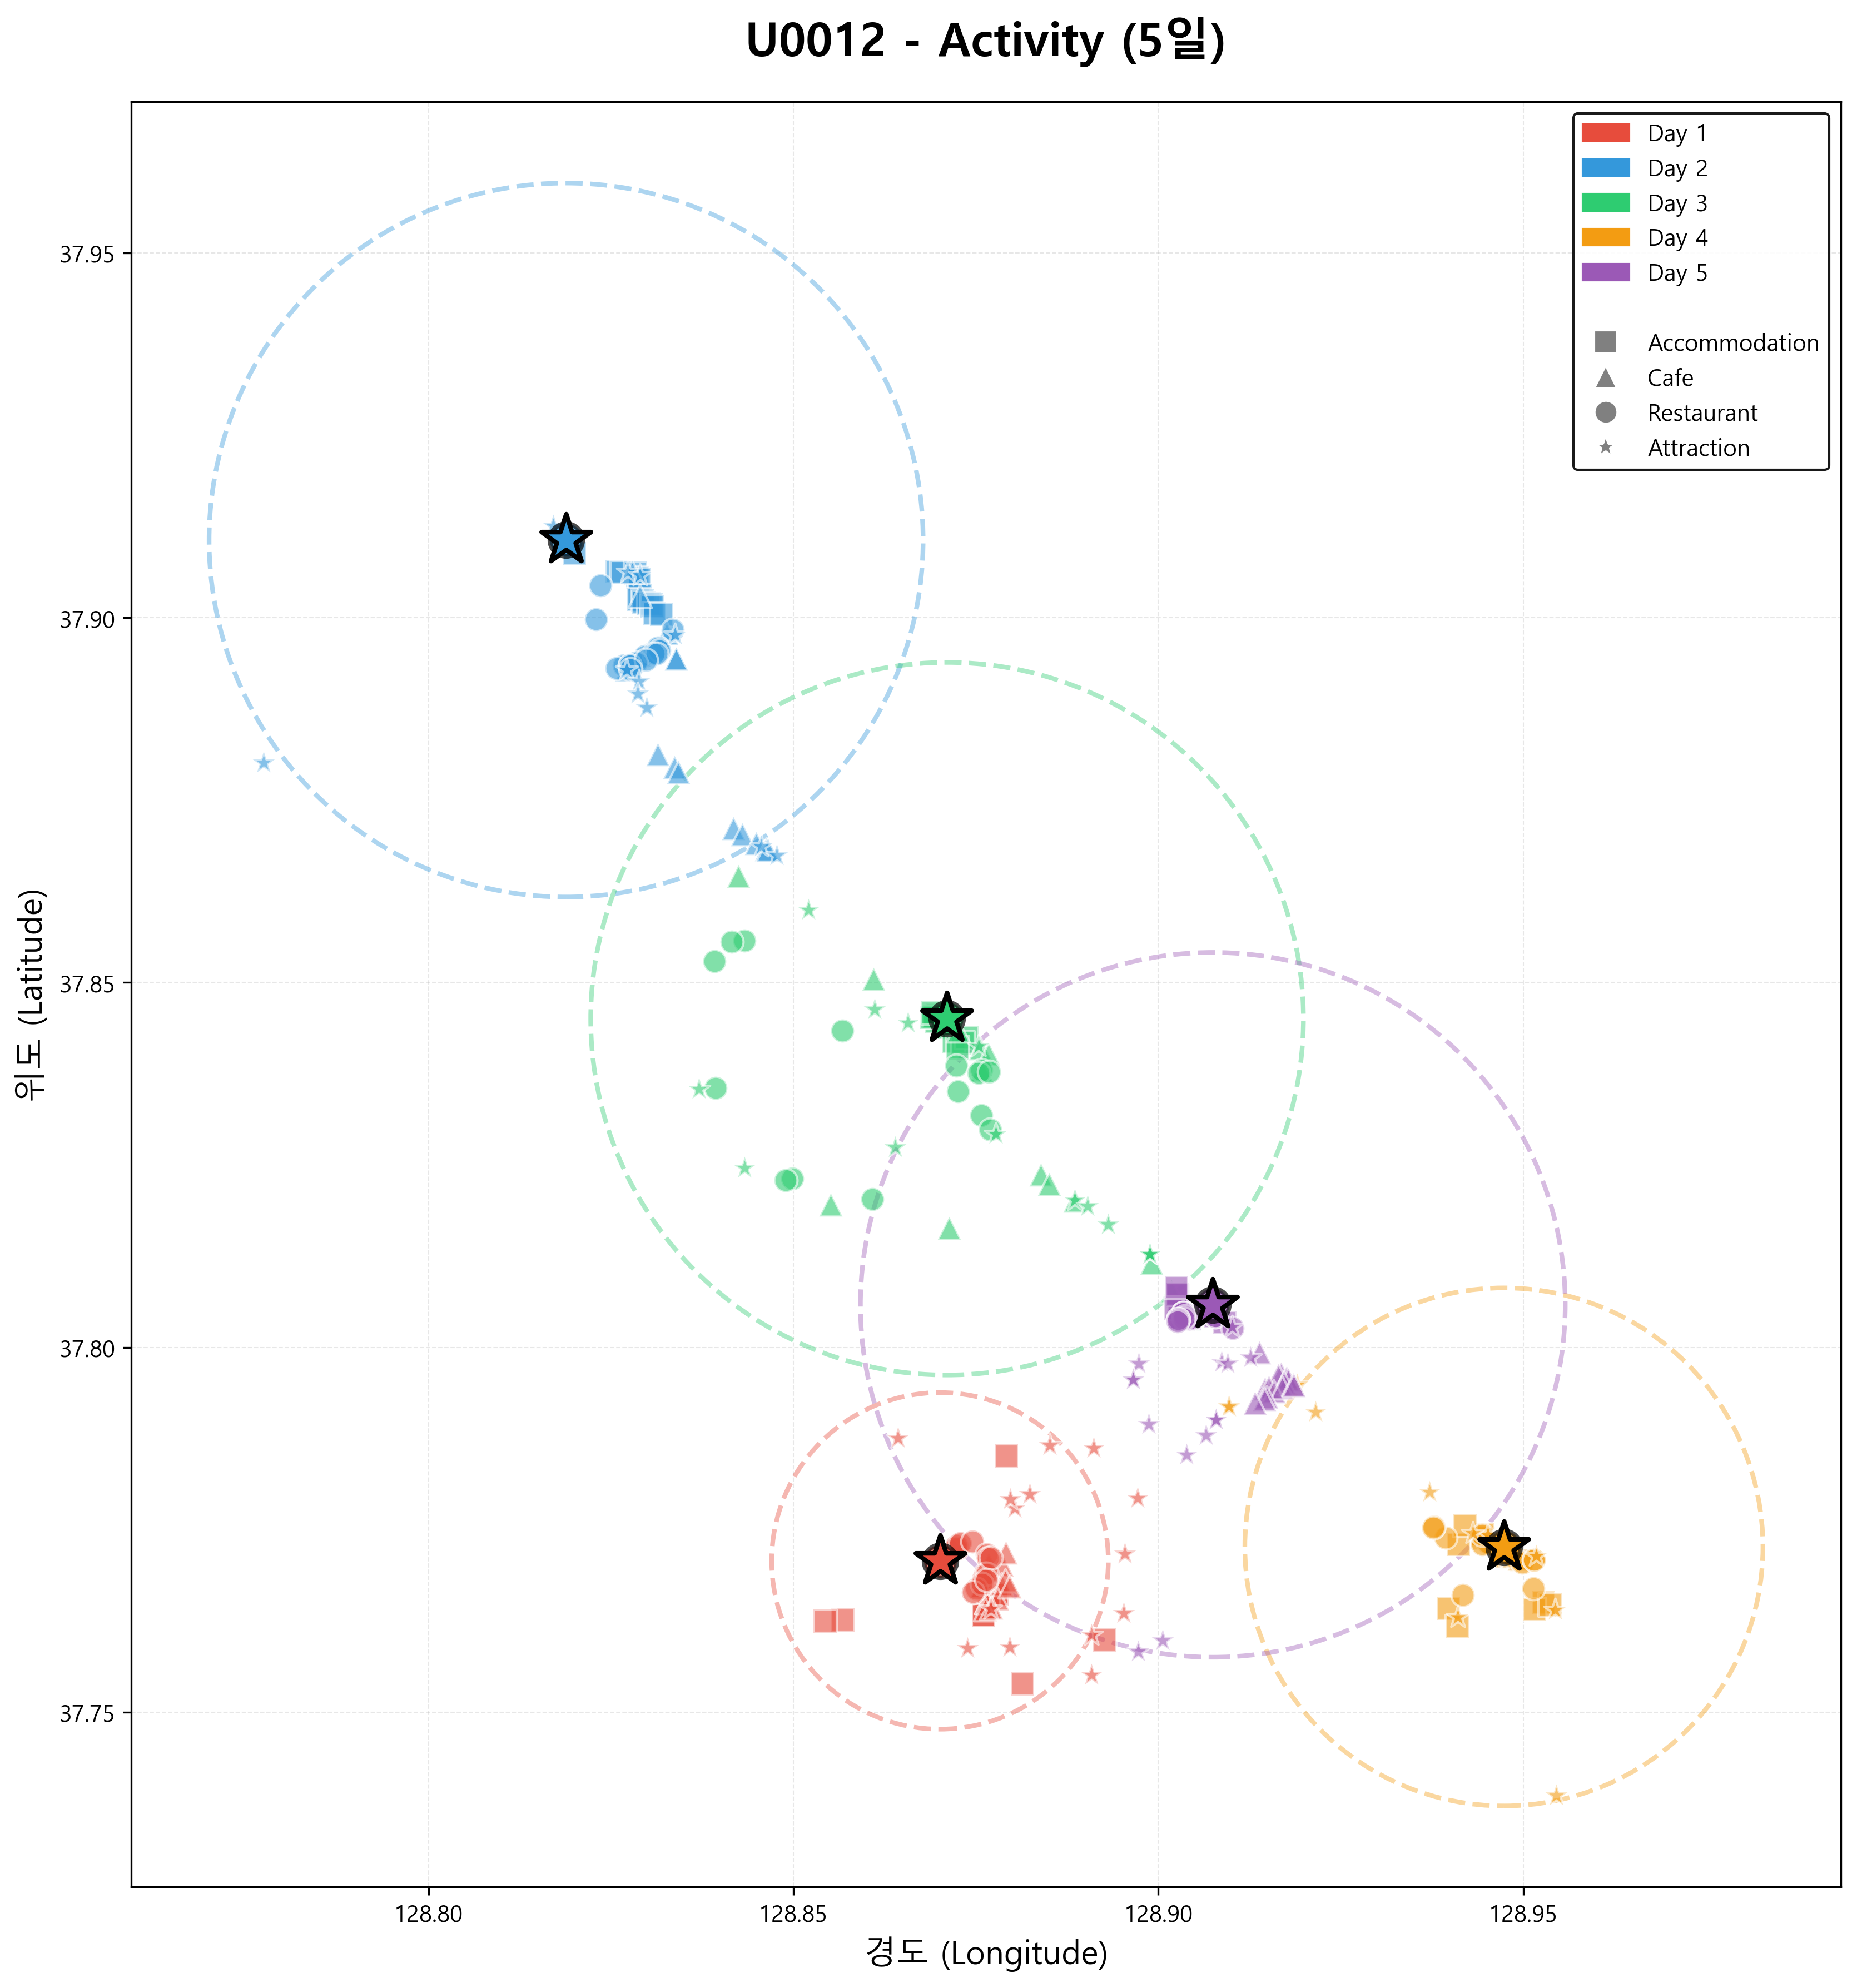 U0012 - Activity (5일)
Day 1
Day 2
Day 3
Day 4
Day 5
Accommodation
Cafe
Restaurant
Attraction
37.95
37.90
37.85
37.80
37.75
위도 (Latitude)
128.80
128.85
128.90
128.95
경도 (Longitude)